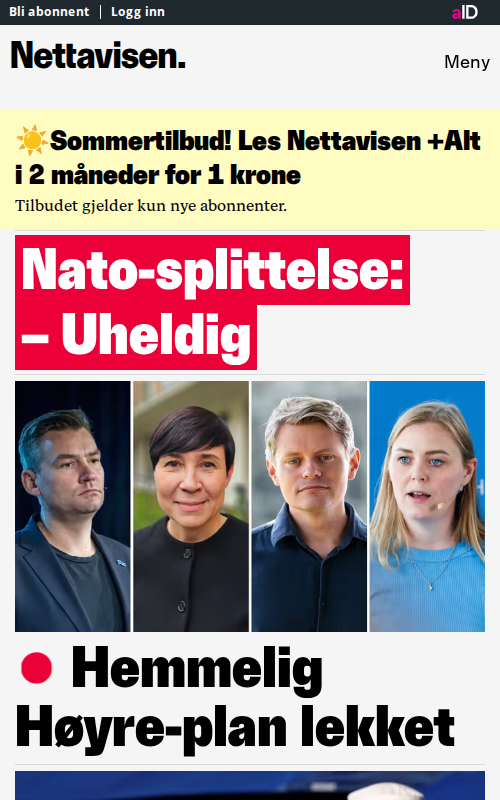 Bli abonnent | Logg inn
aID
Nettavisen.
Meny
☀️Sommertilbud! Les Nettavisen +Alt
i 2 måneder for 1 krone
Tilbudet gjelder kun nye abonnenter.
Nato-splittelse:
– Uheldig
Hemmelig
Høyre-plan lekket